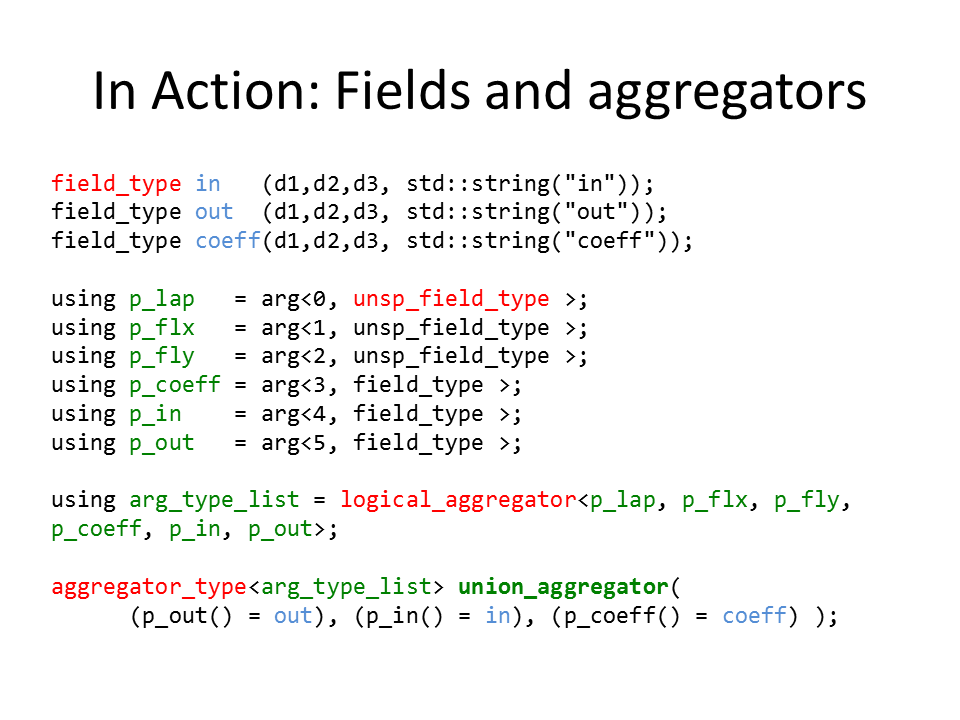 In Action: Fields and aggregators
field_type in   (d1,d2,d3, std::string("in"));
field_type out  (d1,d2,d3, std::string("out"));
field_type coeff(d1,d2,d3, std::string("coeff"));
using p_lap   = arg<0, unsp_field_type >;
using p_flx   = arg<1, unsp_field_type >;
using p_fly   = arg<2, unsp_field_type >;
using p_coeff = arg<3, field_type >;
using p_in    = arg<4, field_type >;
using p_out   = arg<5, field_type >;
using arg_type_list = logical_aggregator<p_lap, p_flx, p_fly,
p_coeff, p_in, p_out>;
aggregator_type<arg_type_list> union_aggregator(
      (p_out() = out), (p_in() = in), (p_coeff() = coeff) );